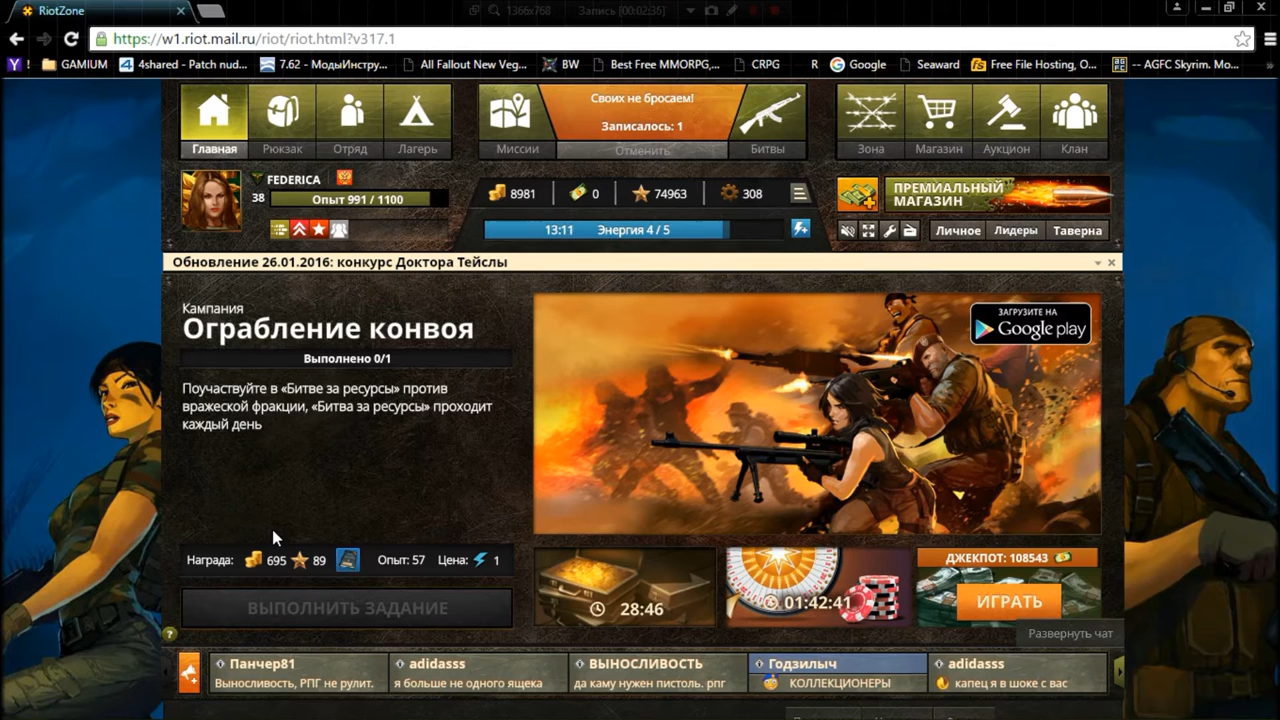 RiotZone
1366x768
Запись [00:02:35]
https://w1.riot.mail.ru/riot/riot.html?v317.1
Y !
GAMIUM
4shared - Patch nud...
7.62 - МодыИнстру...
All Fallout New Veg...
BW
Best Free MMORPG,...
CRPG
R
Google
Seaward
Free File Hosting, O...
-- AGFC Skyrim. Mo...
Своих не бросаем!
Записалось: 1
Главная
Рюкзак
Отряд
Лагерь
Миссии
Отменить
Битвы
Зона
Магазин
Аукцион
Клан
FEDERICA
38
Опыт 991 / 1100
8981
0
74963
308
13:11 Энергия 4 / 5
ПРЕМИАЛЬНЫЙ
МАГАЗИН
Личное
Лидеры
Таверна
Обновление 26.01.2016: конкурс Доктора Тейслы
Кампания
Ограбление конвоя
Выполнено 0/1
Поучаствуйте в «Битве за ресурсы» против
вражеской фракции, «Битва за ресурсы» проходит
каждый день
ЗАГРУЗИТЕ НА
Google play
Награда: 695 89 Опыт: 57 Цена: 1
ВЫПОЛНИТЬ ЗАДАНИЕ
28:46
01:42:41
ДЖЕКПОТ: 108543
ИГРАТЬ
?
Развернуть чат
Панчер81
Выносливость, РПГ не рулит.
adidasss
я больше не одного ящека
ВЫНОСЛИВОСТЬ
да каму нужен пистоль. рпг
Годзилыч
КОЛЛЕКЦИОНЕРЫ
adidasss
капец я в шоке с вас